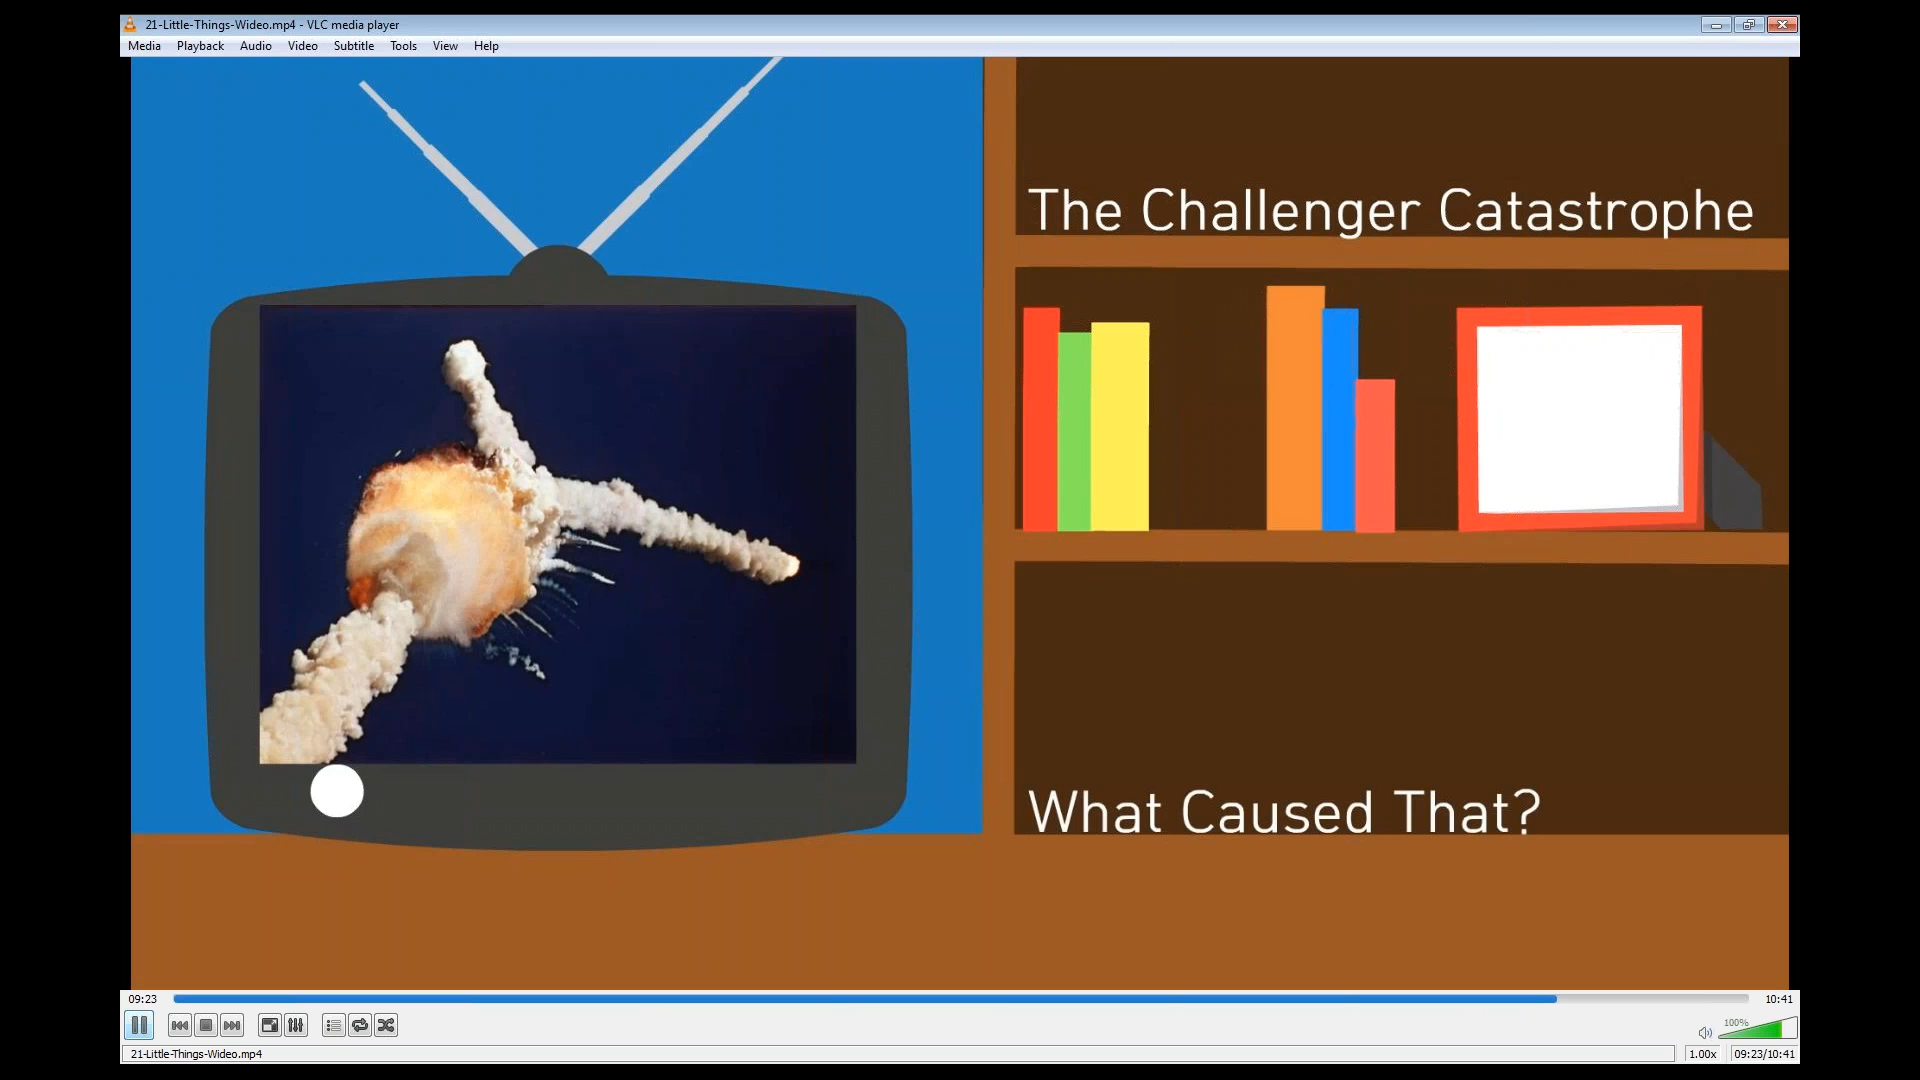 21-Little-Things-Wideo.mp4 - VLC media player
Media Playback Audio Video Subtitle Tools View Help
The Challenger Catastrophe
What Caused That?
09:23
10:41
100%
21-Little-Things-Wideo.mp4
1.00x
09:23/10:41